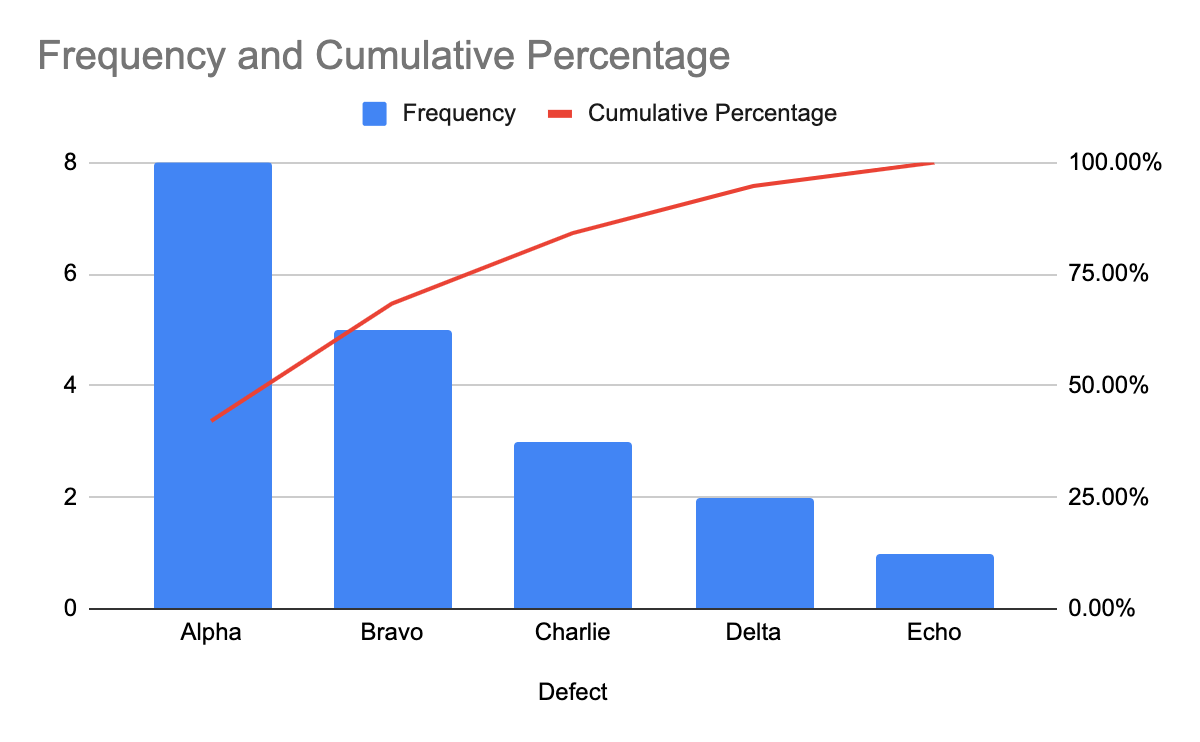 Frequency and Cumulative Percentage
Frequency Cumulative Percentage
8 100.00%
6 75.00%
4 50.00%
2 25.00%
0 0.00%
Alpha Bravo Charlie Delta Echo
Defect